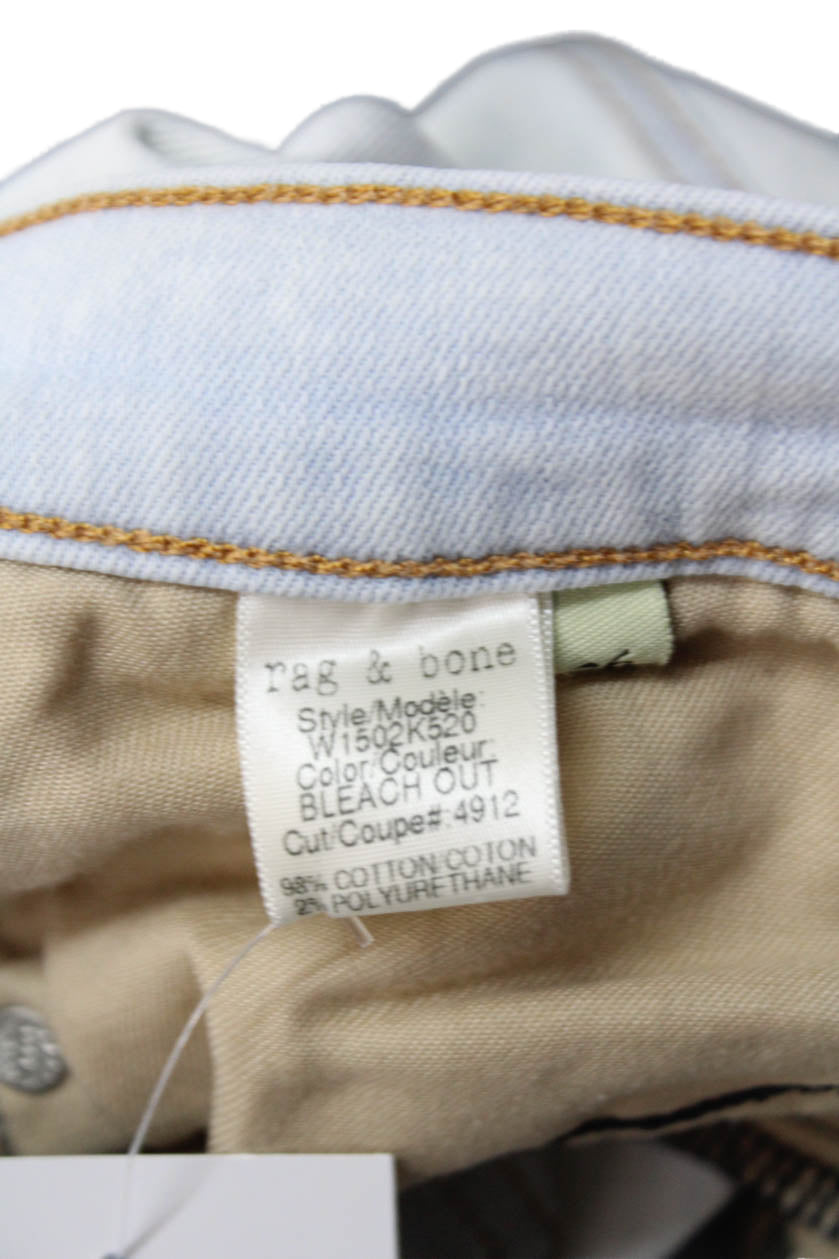 rag & bone
Style/Modèle:
W1502K520
Color/Couleur:
BLEACH OUT
Cut/Coupe#:4912
98% COTTON/COTON
2% POLYURETHANE